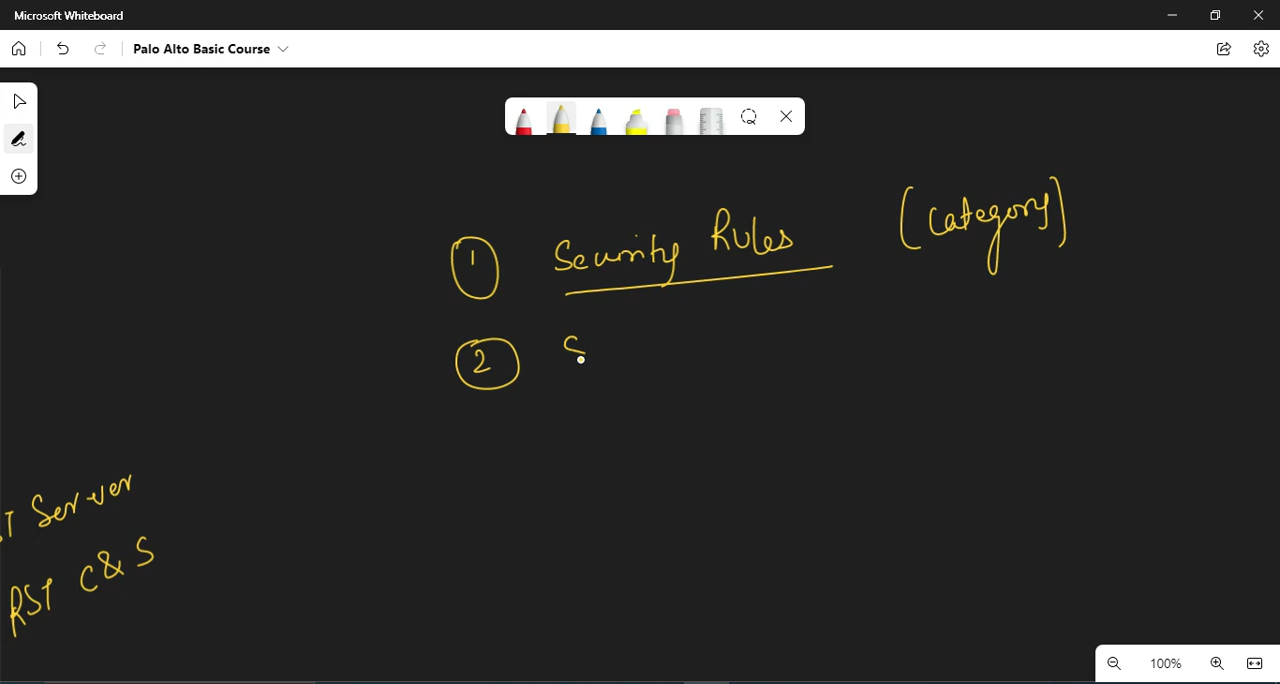 Microsoft Whiteboard
Palo Alto Basic Course
1 Security Rules (Category)
2 S
Server
RST C&S
100%